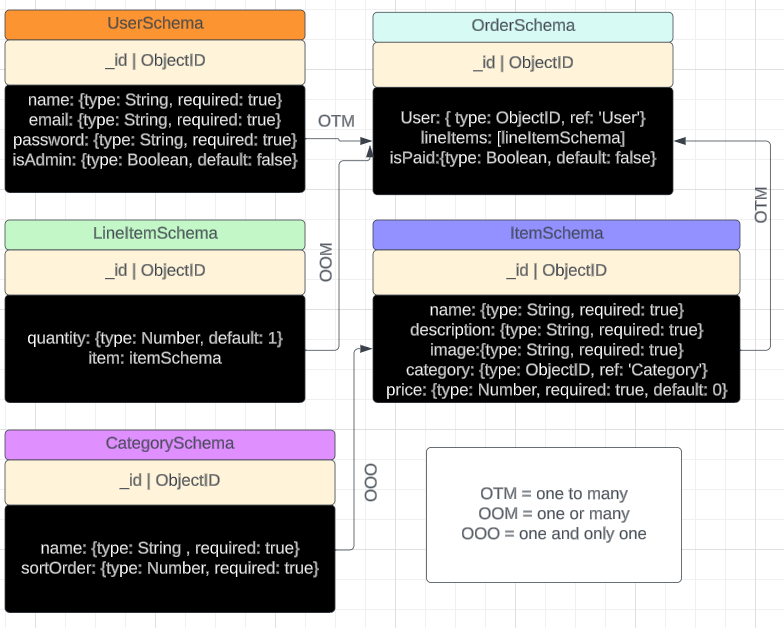 UserSchema
_id | ObjectID
name: {type: String, required: true}
email: {type: String, required: true}
password: {type: String, required: true}
isAdmin: {type: Boolean, default: false}
OTM
OrderSchema
_id | ObjectID
User: { type: ObjectID, ref: 'User'}
lineItems: [lineItemSchema]
isPaid:{type: Boolean, default: false}
LineItemSchema
_id | ObjectID
quantity: {type: Number, default: 1}
item: itemSchema
OOM
ItemSchema
_id | ObjectID
name: {type: String, required: true}
description: {type: String, required: true}
image:{type: String, required: true}
category: {type: ObjectID, ref: 'Category'}
price: {type: Number, required: true, default: 0}
OTM
CategorySchema
_id | ObjectID
name: {type: String , required: true}
sortOrder: {type: Number, required: true}
OOO
OTM = one to many
OOM = one or many
OOO = one and only one